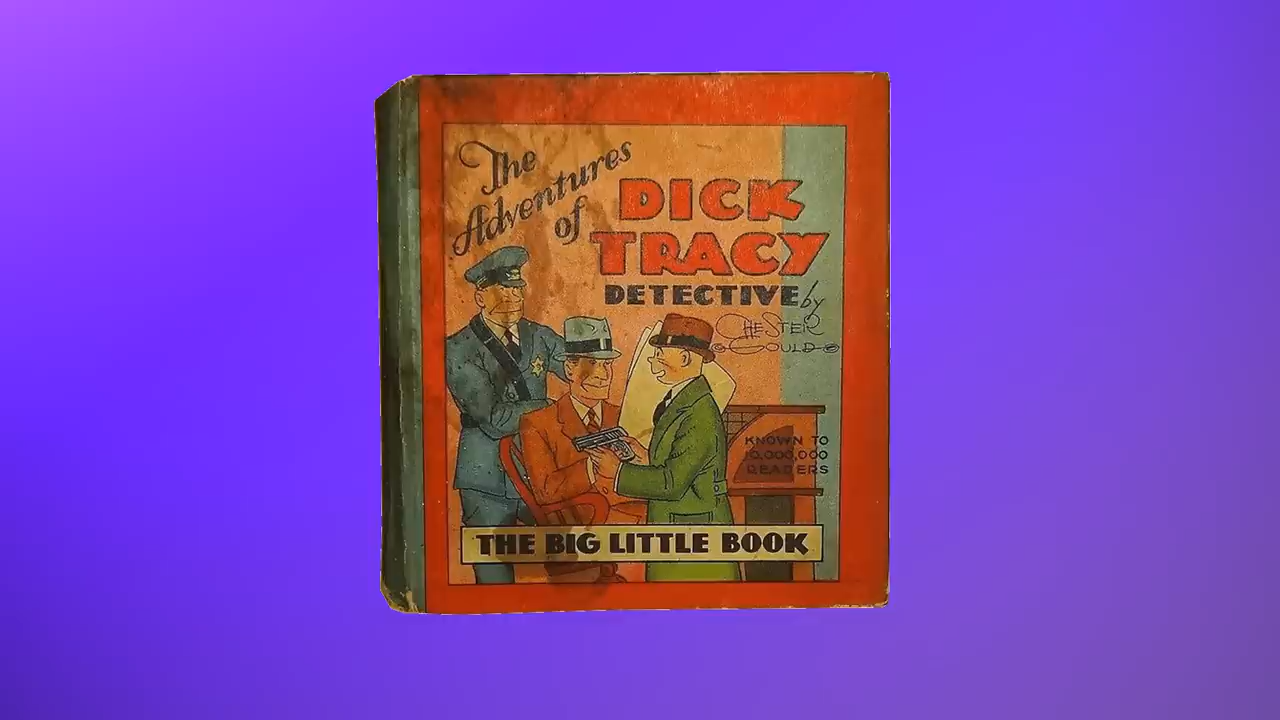 The
Adventures
of
DICK
TRACY
DETECTIVE by
CHESTER
GOULD
KNOWN TO
10,000,000
READERS
THE BIG LITTLE BOOK